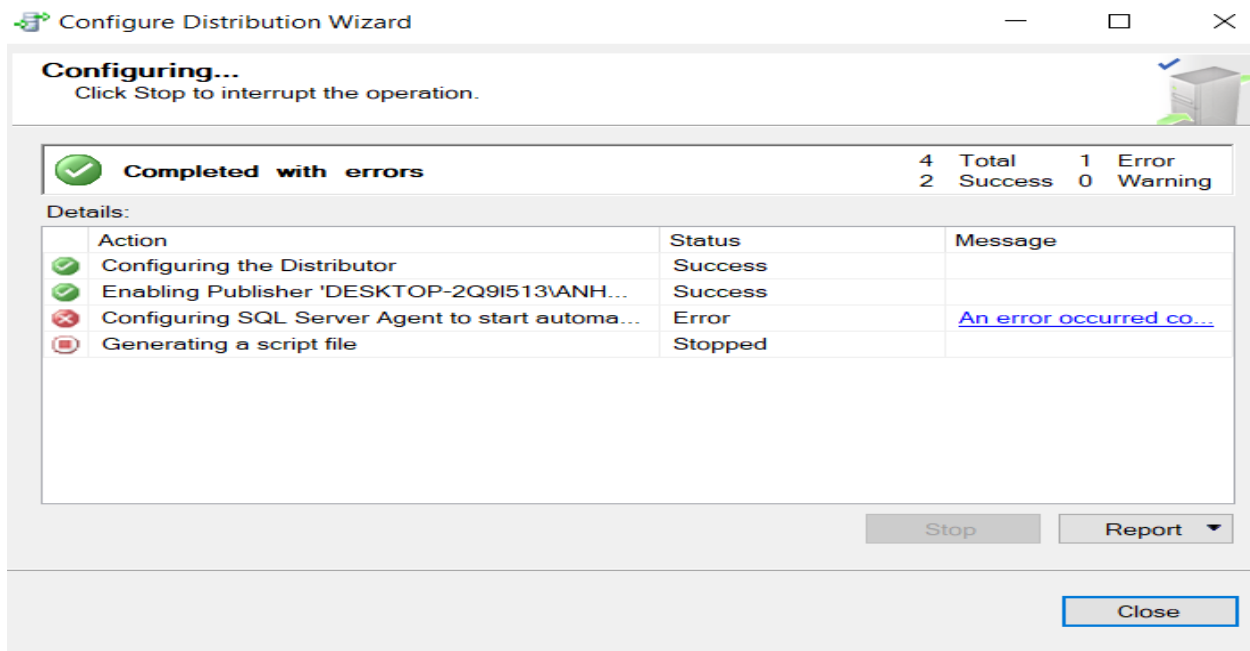 Configure Distribution Wizard
Configuring...
Click Stop to interrupt the operation.
Completed with errors
4 Total 1 Error
2 Success 0 Warning
Details:
Action Status Message
Configuring the Distributor Success
Enabling Publisher 'DESKTOP-2Q9I513\ANH... Success
Configuring SQL Server Agent to start automa... Error An error occurred co...
Generating a script file Stopped
Stop Report
Close